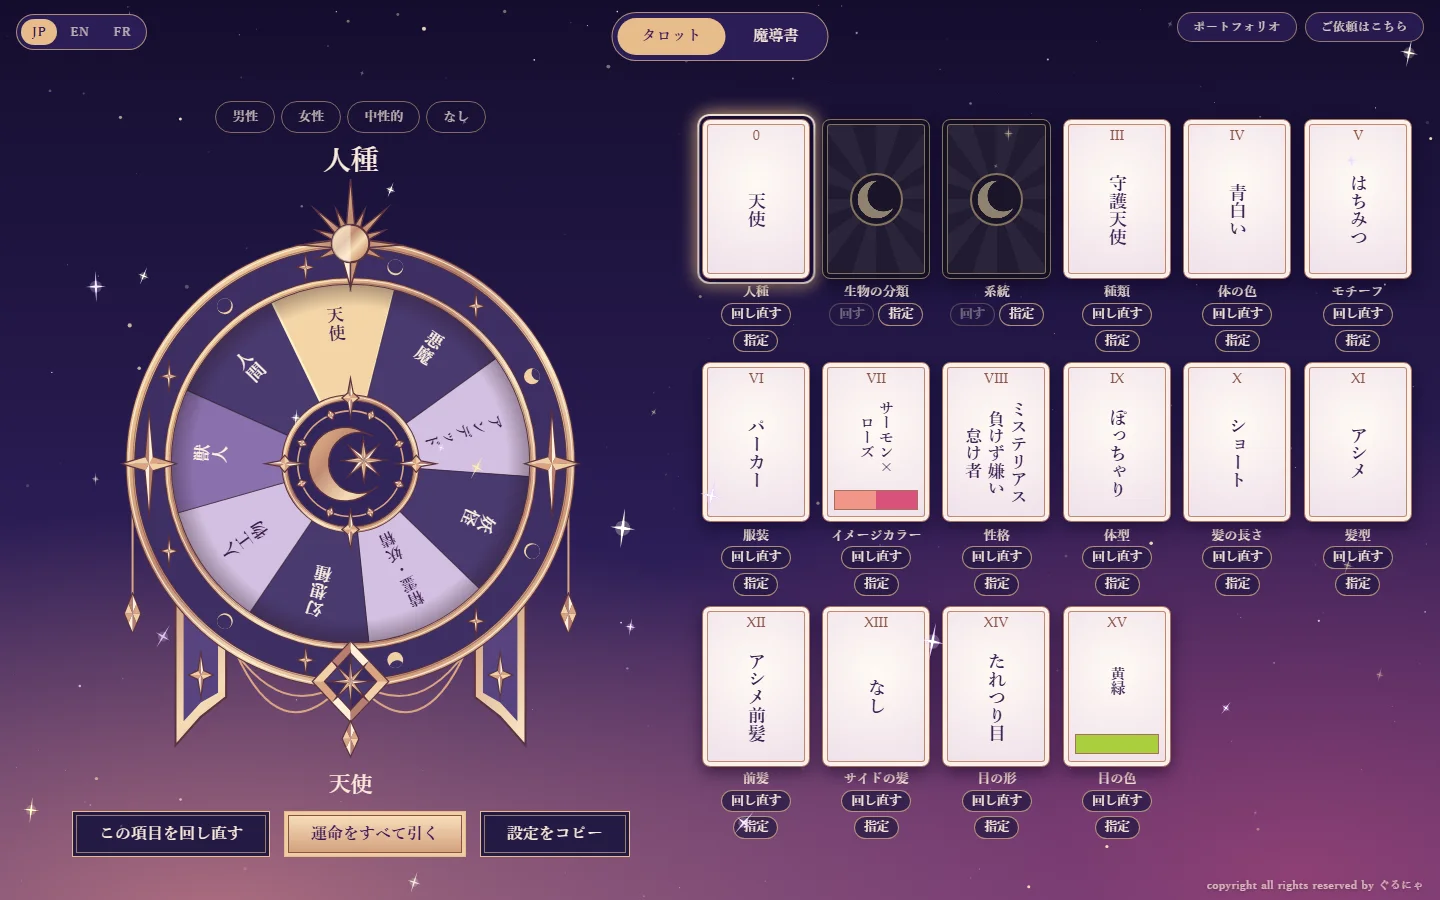 JP EN FR
タロット 魔導書
ポートフォリオ ご依頼はこちら
男性 女性 中性的 なし
人種
天使
悪魔
アンデッド
妖怪
精霊・妖精
幻想種
人工物
獣人
人間
天使
この項目を回し直す 運命をすべて引く 設定をコピー
0
天使
人種
回し直す
指定
生物の分類
回す 指定
系統
回す 指定
III
守護天使
種類
回し直す
指定
IV
青白い
体の色
回し直す
指定
V
はちみつ
モチーフ
回し直す
指定
VI
パーカー
服装
回し直す
指定
VII
サーモン×
ローズ
イメージカラー
回し直す
指定
VIII
ミステリアス
負けず嫌い
怠け者
性格
回し直す
指定
IX
ぽっちゃり
体型
回し直す
指定
X
ショート
髪の長さ
回し直す
指定
XI
アシメ
髪型
回し直す
指定
XII
アシメ前髪
前髪
回し直す
指定
XIII
なし
サイドの髪
回し直す
指定
XIV
たれつり目
目の形
回し直す
指定
XV
黄緑
目の色
回し直す
指定
copyright all rights reserved by ぐるにゃ